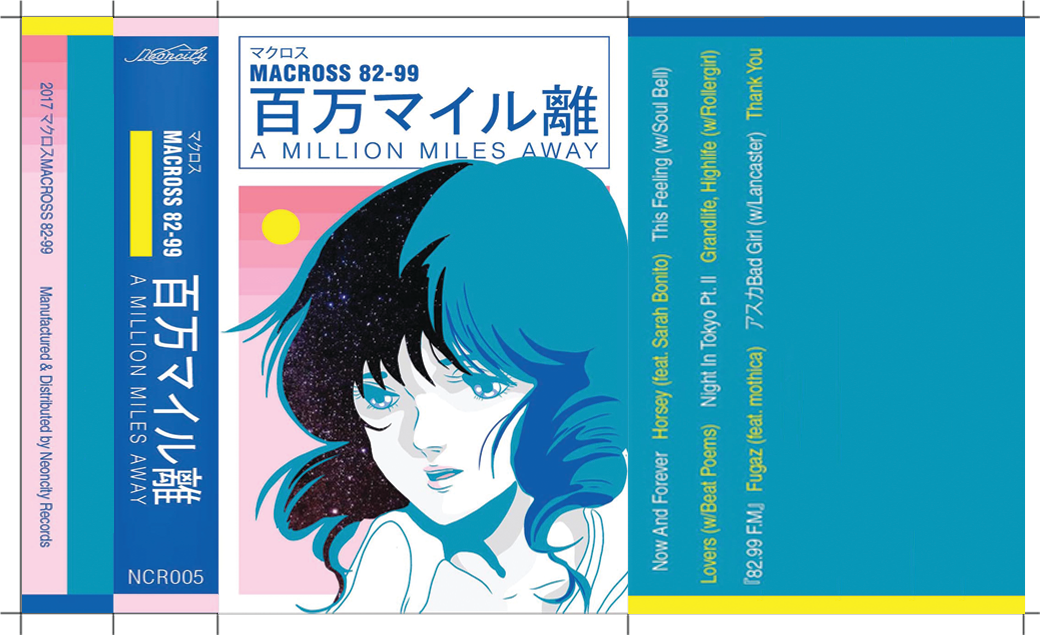 2017 マクロスMACROSS 82-99 Manufactured & Distributed by Neoncity Records
Neoncity
マクロス
MACROSS 82-99
百万マイル離
A MILLION MILES AWAY
NCR005
マクロス
MACROSS 82-99
百万マイル離
A MILLION MILES AWAY
Now And Forever Horsey (feat. Sarah Bonito) This Feeling (w/Soul Bell)
Lovers (w/Beat Poems) Night In Tokyo Pt. II Grandlife, Highlife (w/Rollergirl)
『82.99 F.M』 Fugaz (feat. mothica) アスカBad Girl (w/Lancaster) Thank You